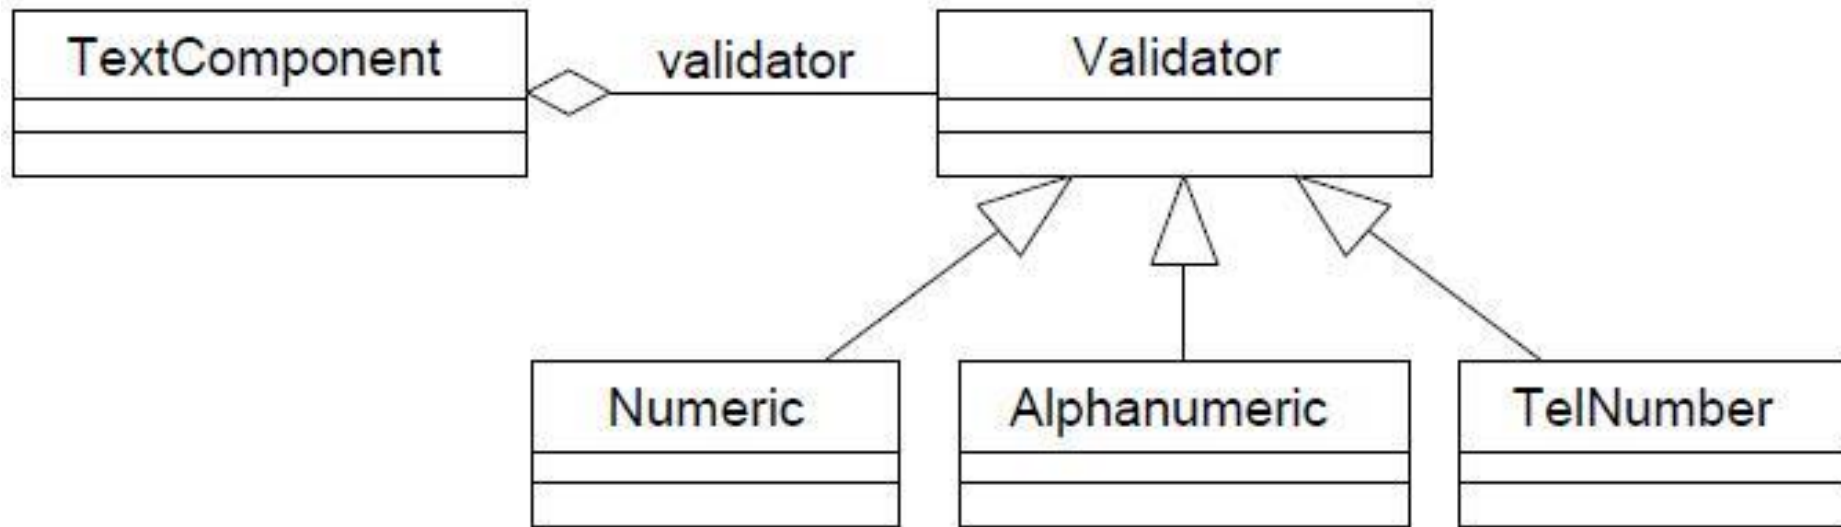 TextComponent
validator
Validator
Numeric
Alphanumeric
TelNumber